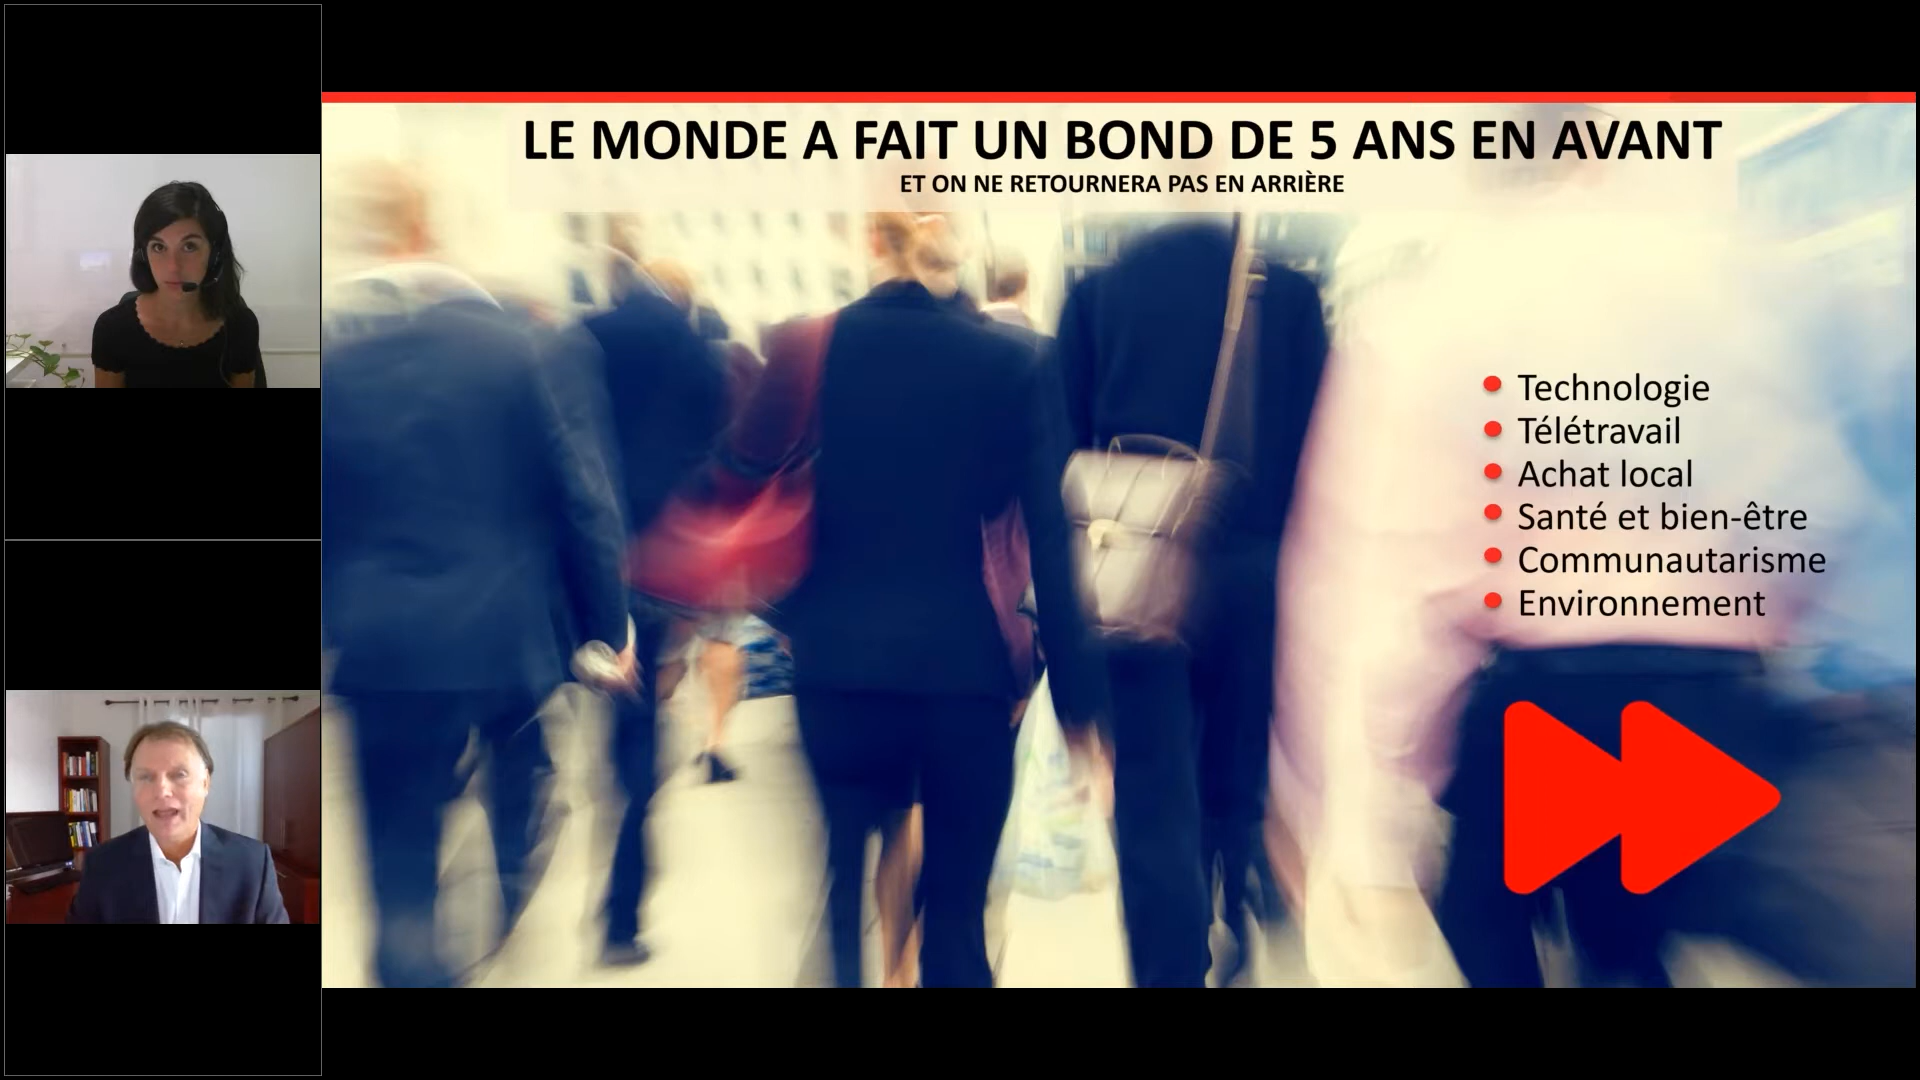 LE MONDE A FAIT UN BOND DE 5 ANS EN AVANT
ET ON NE RETOURNERA PAS EN ARRIÈRE
Technologie
Télétravail
Achat local
Santé et bien-être
Communautarisme
Environnement